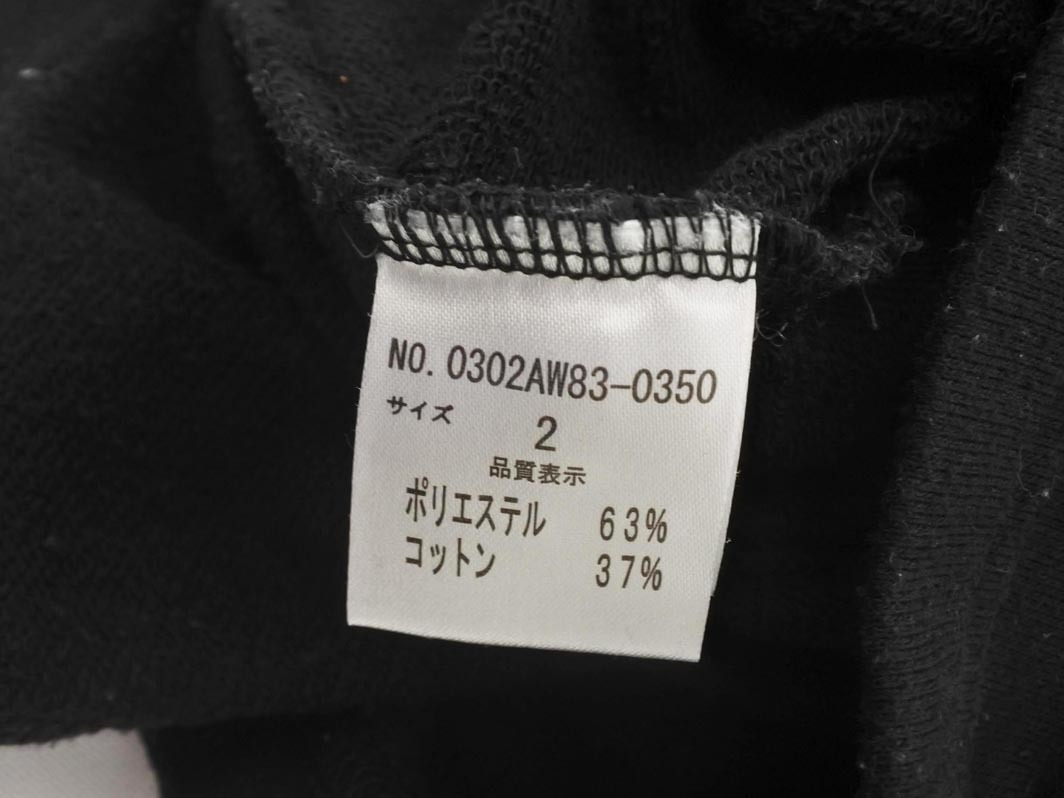 NO. 0302AW83-0350
サイズ 2
品質表示
ポリエステル 63%
コットン 37%